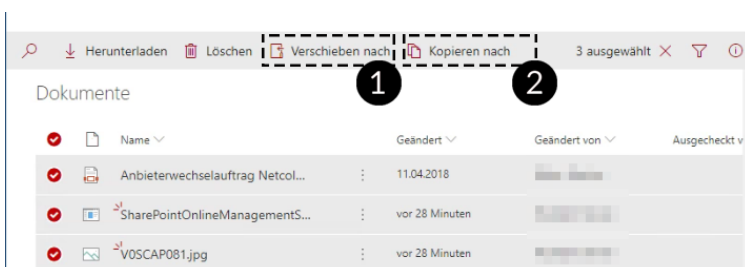 Herunterladen Löschen Verschieben nach Kopieren nach 3 ausgewählt
1 2
Dokumente
Name Geändert Geändert von Ausgecheckt v
Anbieterwechselauftrag Netcol... 11.04.2018
SharePointOnlineManagementS... vor 28 Minuten
V0SCAP081.jpg vor 28 Minuten